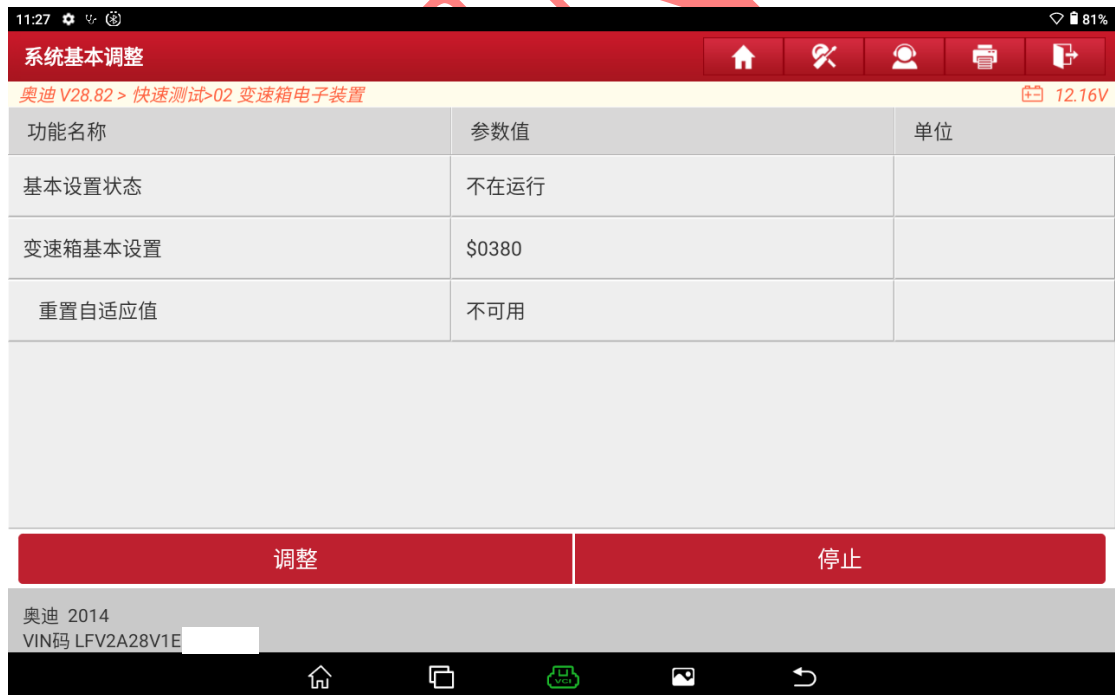 11:27
81%
系统基本调整
奥迪 V28.82 > 快速测试>02 变速箱电子装置
12.16V
功能名称 参数值 单位
基本设置状态 不在运行
变速箱基本设置 $0380
重置自适应值 不可用
调整 停止
奥迪 2014
VIN码 LFV2A28V1E
VCI